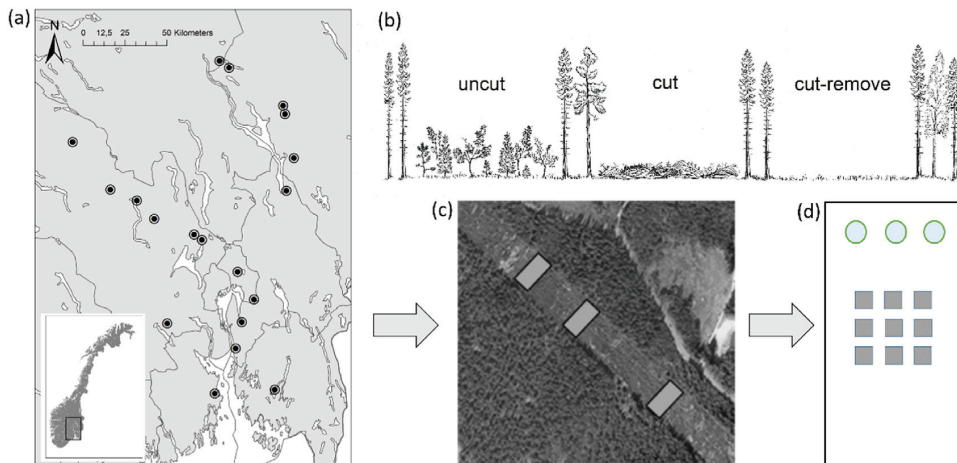 (a)
N
0 12,5 25 50 Kilometers
(b)
uncut
cut
cut-remove
(c)
(d)